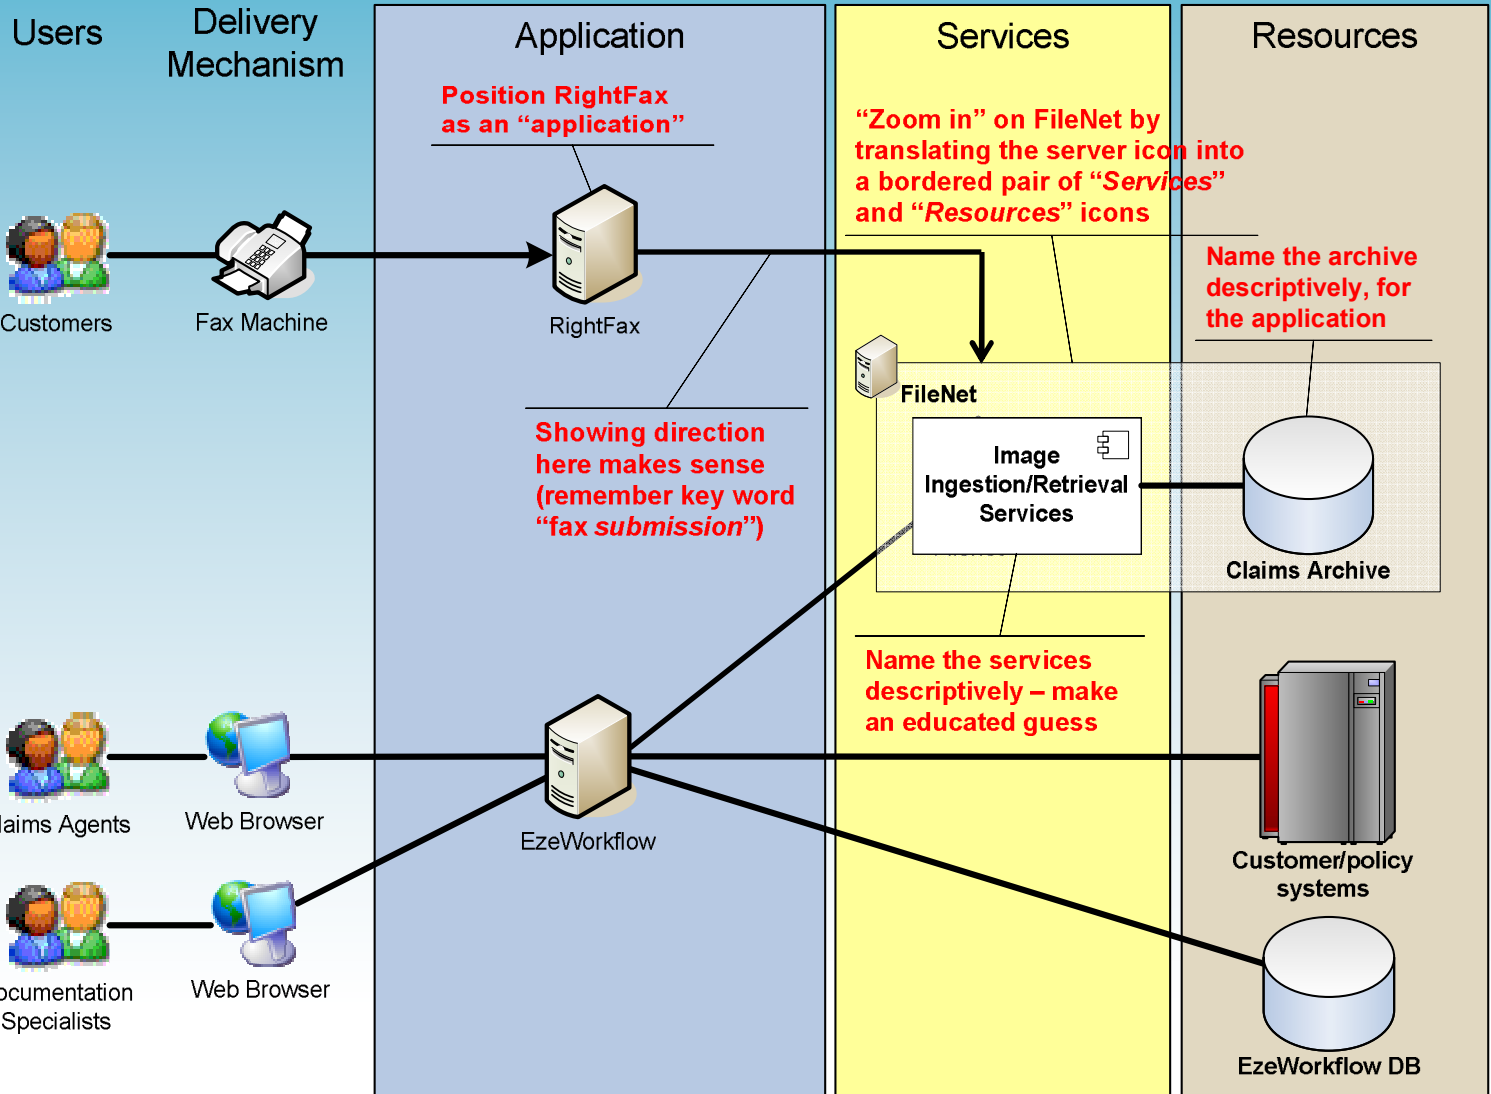 Users
Delivery
Mechanism
Application
Services
Resources
Position RightFax
as an “application”
“Zoom in” on FileNet by
translating the server icon into
a bordered pair of “Services”
and “Resources” icons
Name the archive
descriptively, for
the application
Customers
Fax Machine
RightFax
FileNet
Showing direction
here makes sense
(remember key word
“fax submission”)
Image
Ingestion/Retrieval
Services
Claims Archive
Name the services
descriptively – make
an educated guess
laims Agents
Web Browser
EzeWorkflow
Customer/policy
systems
ocumentation
Specialists
Web Browser
EzeWorkflow DB